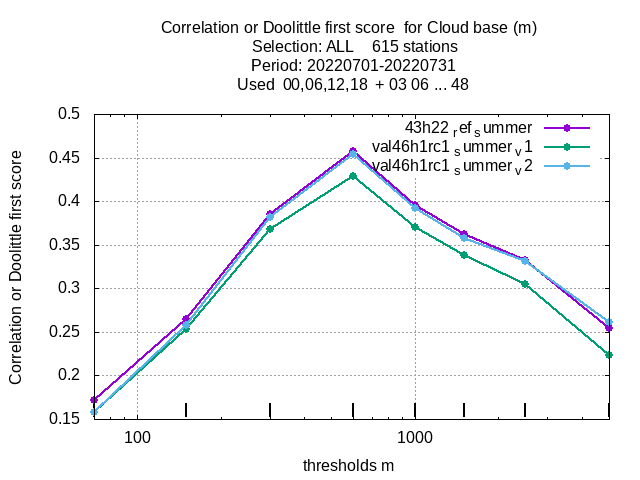 Correlation or Doolittle first score  for Cloud base (m)
Selection: ALL    615 stations
Period: 20220701-20220731
Used  00,06,12,18  + 03 06 ... 48
Correlation or Doolittle first score
0.5
0.45
0.4
0.35
0.3
0.25
0.2
0.15
43h22 ref summer
val46h1rc1 summer v1
val46h1rc1 summer v2
100
1000
thresholds m